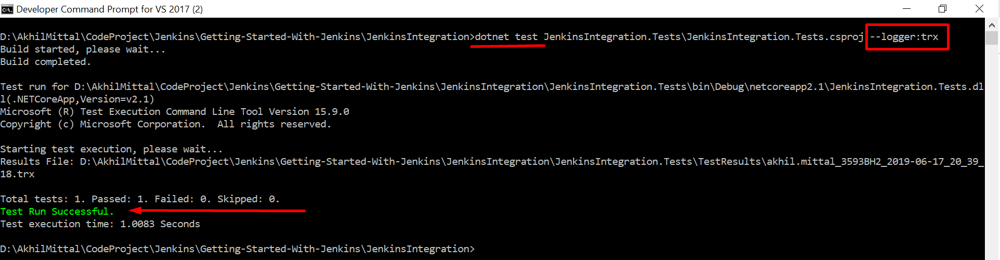 Developer Command Prompt for VS 2017 (2)
D:\AkhilMittal\CodeProject\Jenkins\Getting-Started-With-Jenkins\JenkinsIntegration>dotnet test JenkinsIntegration.Tests\JenkinsIntegration.Tests.csproj --logger:trx
Build started, please wait...
Build completed.
Test run for D:\AkhilMittal\CodeProject\Jenkins\Getting-Started-With-Jenkins\JenkinsIntegration\JenkinsIntegration.Tests\bin\Debug\netcoreapp2.1\JenkinsIntegration.Tests.dl
l(.NETCoreApp,Version=v2.1)
Microsoft (R) Test Execution Command Line Tool Version 15.9.0
Copyright (c) Microsoft Corporation.  All rights reserved.
Starting test execution, please wait...
Results File: D:\AkhilMittal\CodeProject\Jenkins\Getting-Started-With-Jenkins\JenkinsIntegration\JenkinsIntegration.Tests\TestResults\akhil.mittal_3593BH2_2019-06-17_20_39_
18.trx
Total tests: 1. Passed: 1. Failed: 0. Skipped: 0.
Test Run Successful.
Test execution time: 1.0083 Seconds
D:\AkhilMittal\CodeProject\Jenkins\Getting-Started-With-Jenkins\JenkinsIntegration>